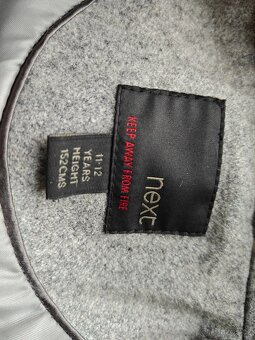 next
KEEP AWAY FROM FIRE
11-12
YEARS
HEIGHT
152CMS